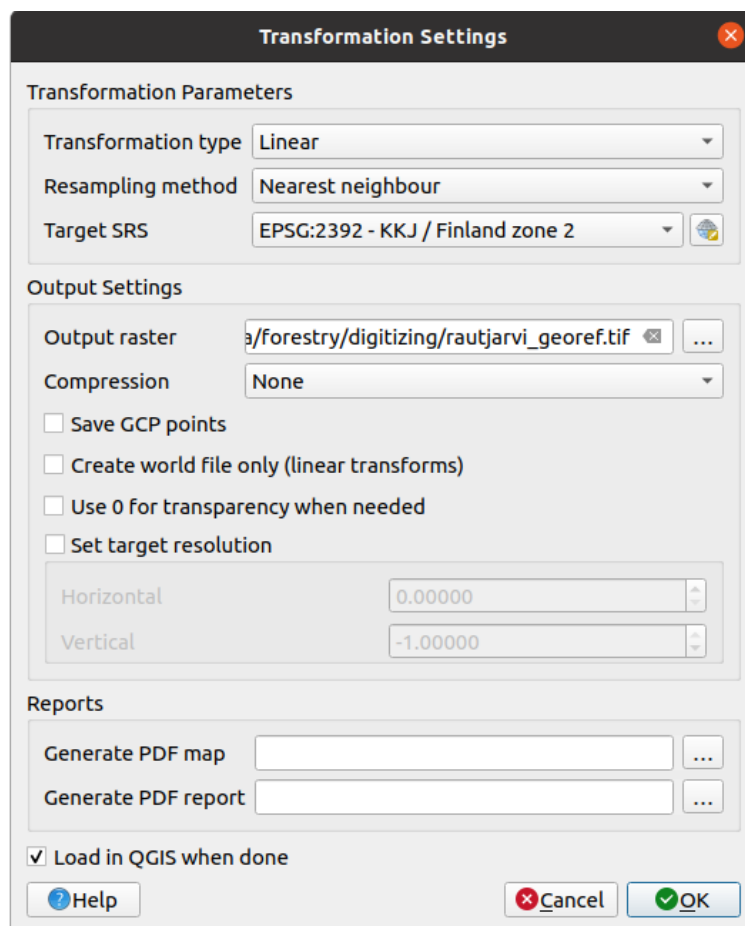 Transformation Settings
Transformation Parameters
Transformation type Linear
Resampling method Nearest neighbour
Target SRS EPSG:2392 - KKJ / Finland zone 2
Output Settings
Output raster a/forestry/digitizing/rautjarvi_georef.tif ...
Compression None
Save GCP points
Create world file only (linear transforms)
Use 0 for transparency when needed
Set target resolution
Horizontal 0.00000
Vertical -1.00000
Reports
Generate PDF map ...
Generate PDF report ...
Load in QGIS when done
Help Cancel OK